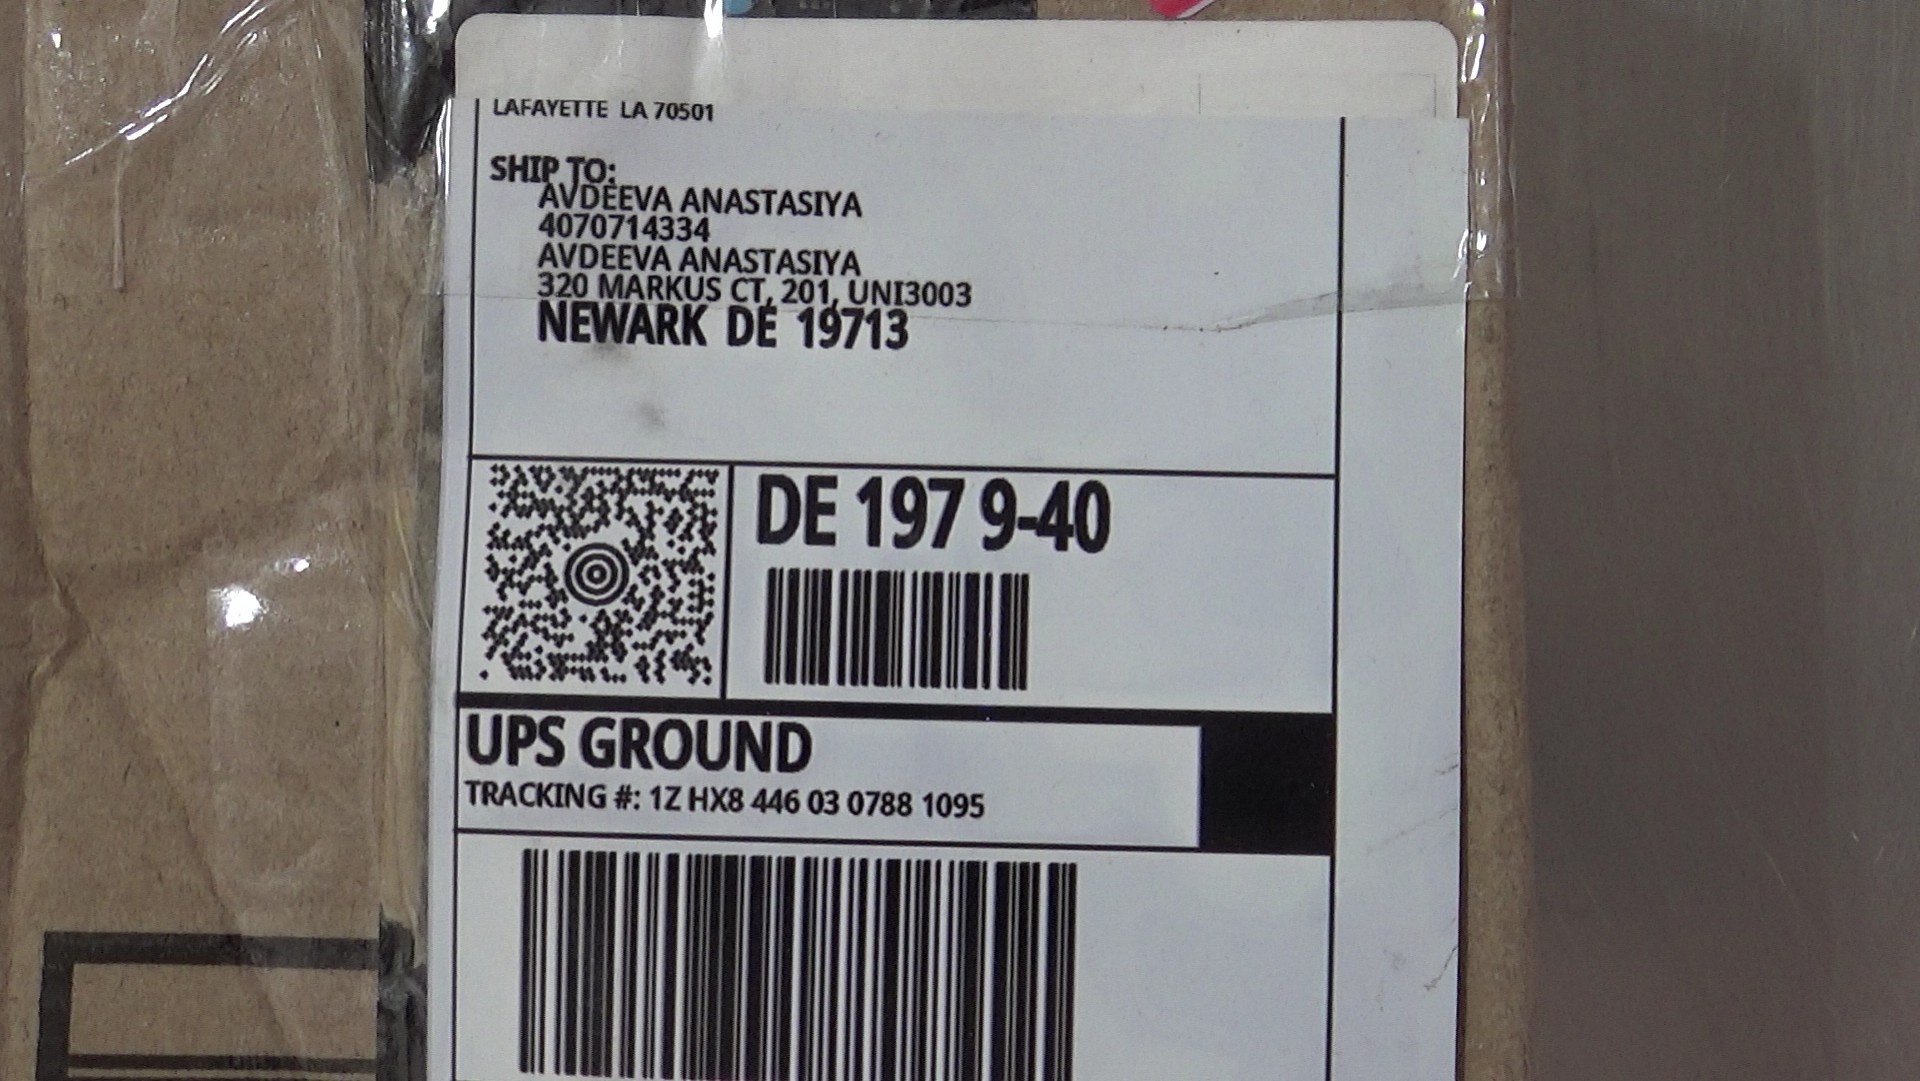 LAFAYETTE LA 70501
SHIP TO:
AVDEEVA ANASTASIYA
4070714334
AVDEEVA ANASTASIYA
320 MARKUS CT, 201, UNI3003
NEWARK DE 19713
DE 197 9-40
UPS GROUND
TRACKING #: 1Z HX8 446 03 0788 1095